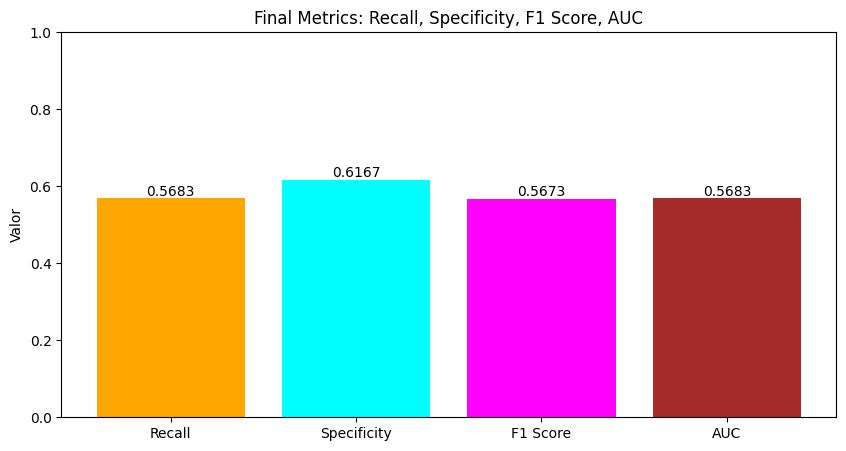 Final Metrics: Recall, Specificity, F1 Score, AUC
Valor
1.0
0.8
0.6
0.4
0.2
0.0
0.5683
0.6167
0.5673
0.5683
Recall
Specificity
F1 Score
AUC